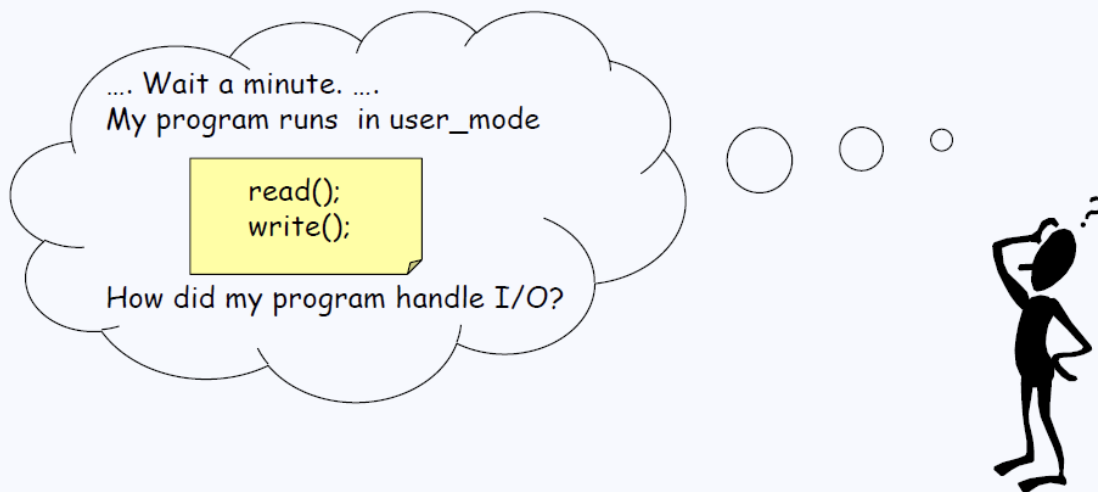 …. Wait a minute. ….
My program runs in user_mode
read();
write();
How did my program handle I/O?
?